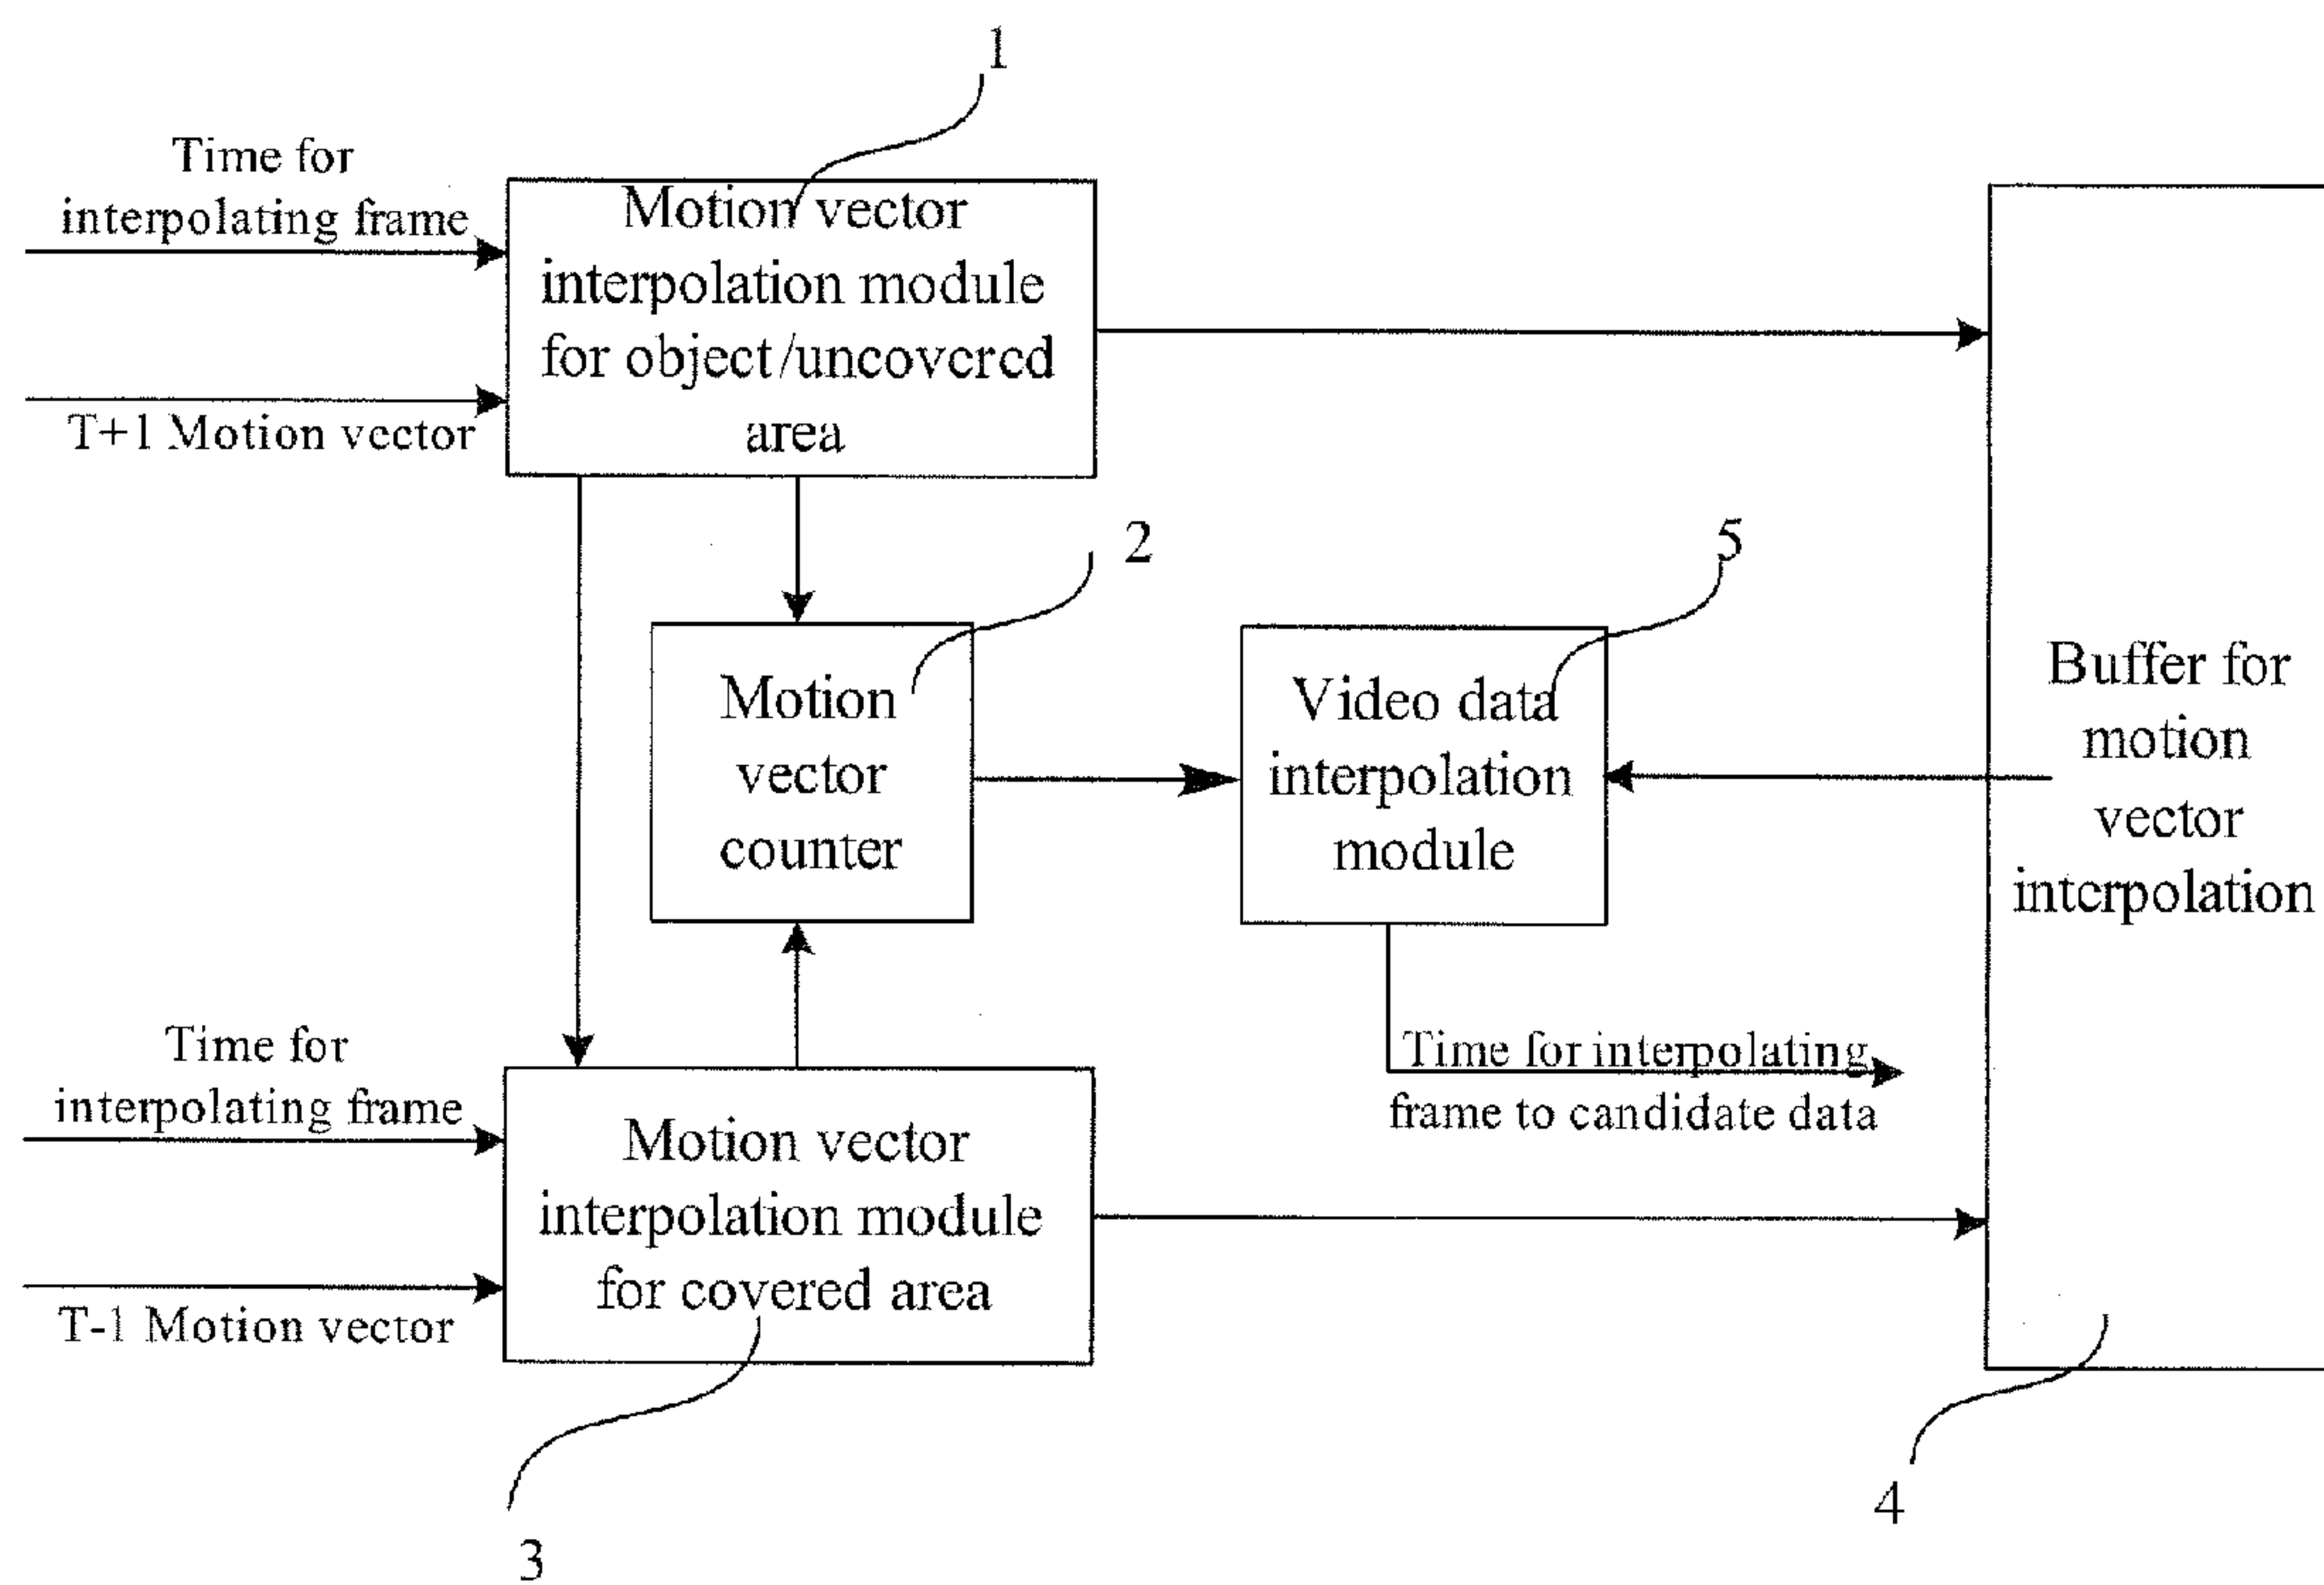 1
Time for
interpolating frame
T+1 Motion vector
Motion vector
interpolation module
for object/uncovered
area
2
Motion
vector
counter
5
Video data
interpolation
module
Buffer for
motion
vector
interpolation
Time for interpolating
frame to candidate data
Time for
interpolating frame
T-1 Motion vector
Motion vector
interpolation module
for covered area
3
4